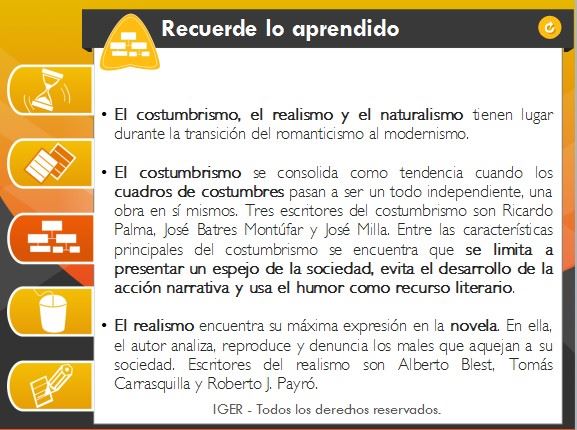 Recuerde lo aprendido
• El costumbrismo, el realismo y el naturalismo tienen lugar
durante la transición del romanticismo al modernismo.
• El costumbrismo se consolida como tendencia cuando los
cuadros de costumbres pasan a ser un todo independiente, una
obra en sí mismos. Tres escritores del costumbrismo son Ricardo
Palma, José Batres Montúfar y José Milla. Entre las características
principales del costumbrismo se encuentra que se limita a
presentar un espejo de la sociedad, evita el desarrollo de la
acción narrativa y usa el humor como recurso literario.
• El realismo encuentra su máxima expresión en la novela. En ella,
el autor analiza, reproduce y denuncia los males que aquejan a su
sociedad. Escritores del realismo son Alberto Blest, Tomás
Carrasquilla y Roberto J. Payró.
IGER - Todos los derechos reservados.